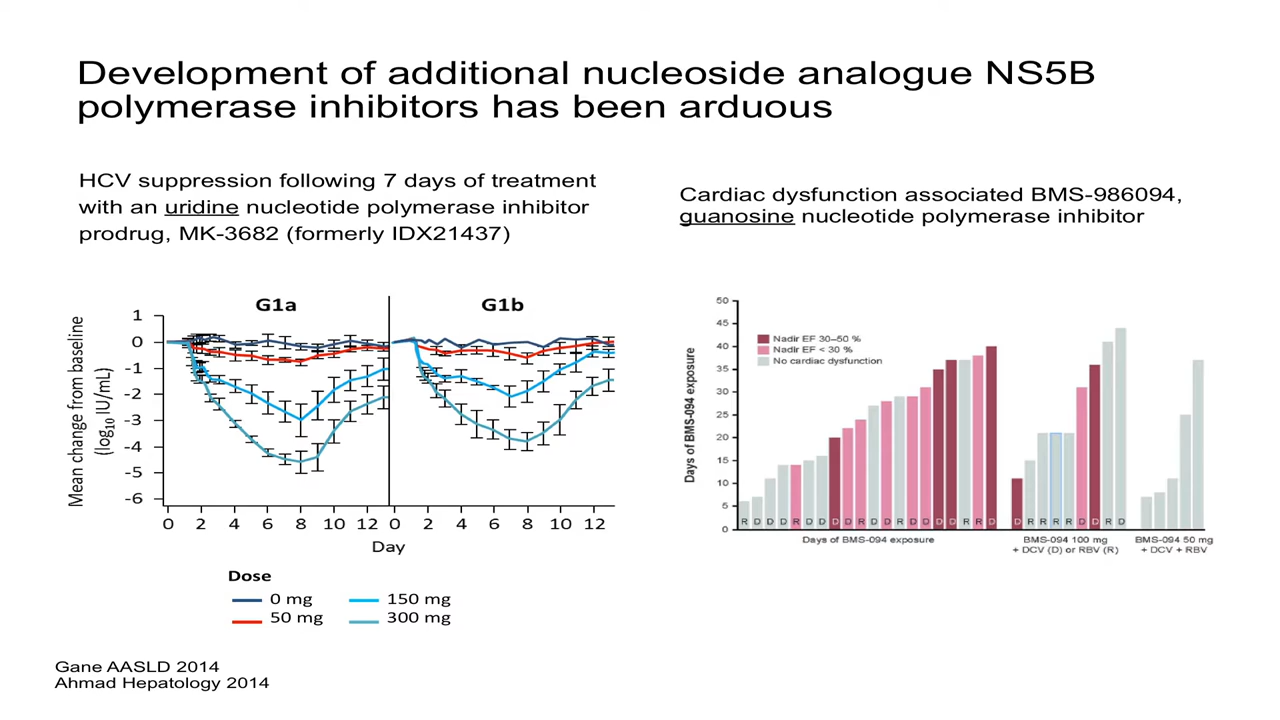 Development of additional nucleoside analogue NS5B
polymerase inhibitors has been arduous
HCV suppression following 7 days of treatment
with an uridine nucleotide polymerase inhibitor
prodrug, MK-3682 (formerly IDX21437)
Cardiac dysfunction associated BMS-986094,
guanosine nucleotide polymerase inhibitor
G1a
G1b
Mean change from baseline
(log10 IU/mL)
1
0
-1
-2
-3
-4
-5
-6
0 2 4 6 8 10 12 0 2 4 6 8 10 12
Day
Dose
0 mg
150 mg
50 mg
300 mg
Days of BMS-094 exposure
50
45
40
35
30
25
20
15
10
5
0
Nadir EF 30–50 %
Nadir EF < 30 %
No cardiac dysfunction
R D D D R D D D D R D D R D R D D R R D D R R R R D D R D
Days of BMS-094 exposure
BMS-094 100 mg
+ DCV (D) or RBV (R)
BMS-094 50 mg
+ DCV + RBV
Gane AASLD 2014
Ahmad Hepatology 2014